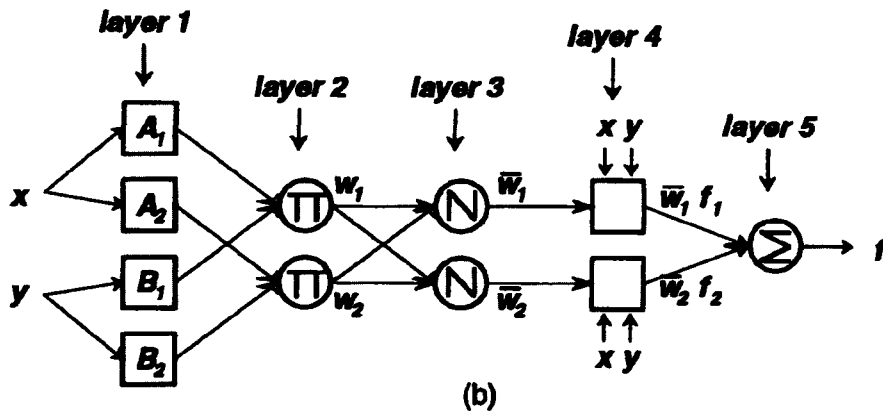 layer 1
layer 2
layer 3
layer 4
layer 5
x
y
A₁
A₂
B₁
B₂
Π
Π
w₁
w₂
N
N
w̅₁
w̅₂
x y
x y
w̅₁ f₁
w̅₂ f₂
Σ
f
(b)